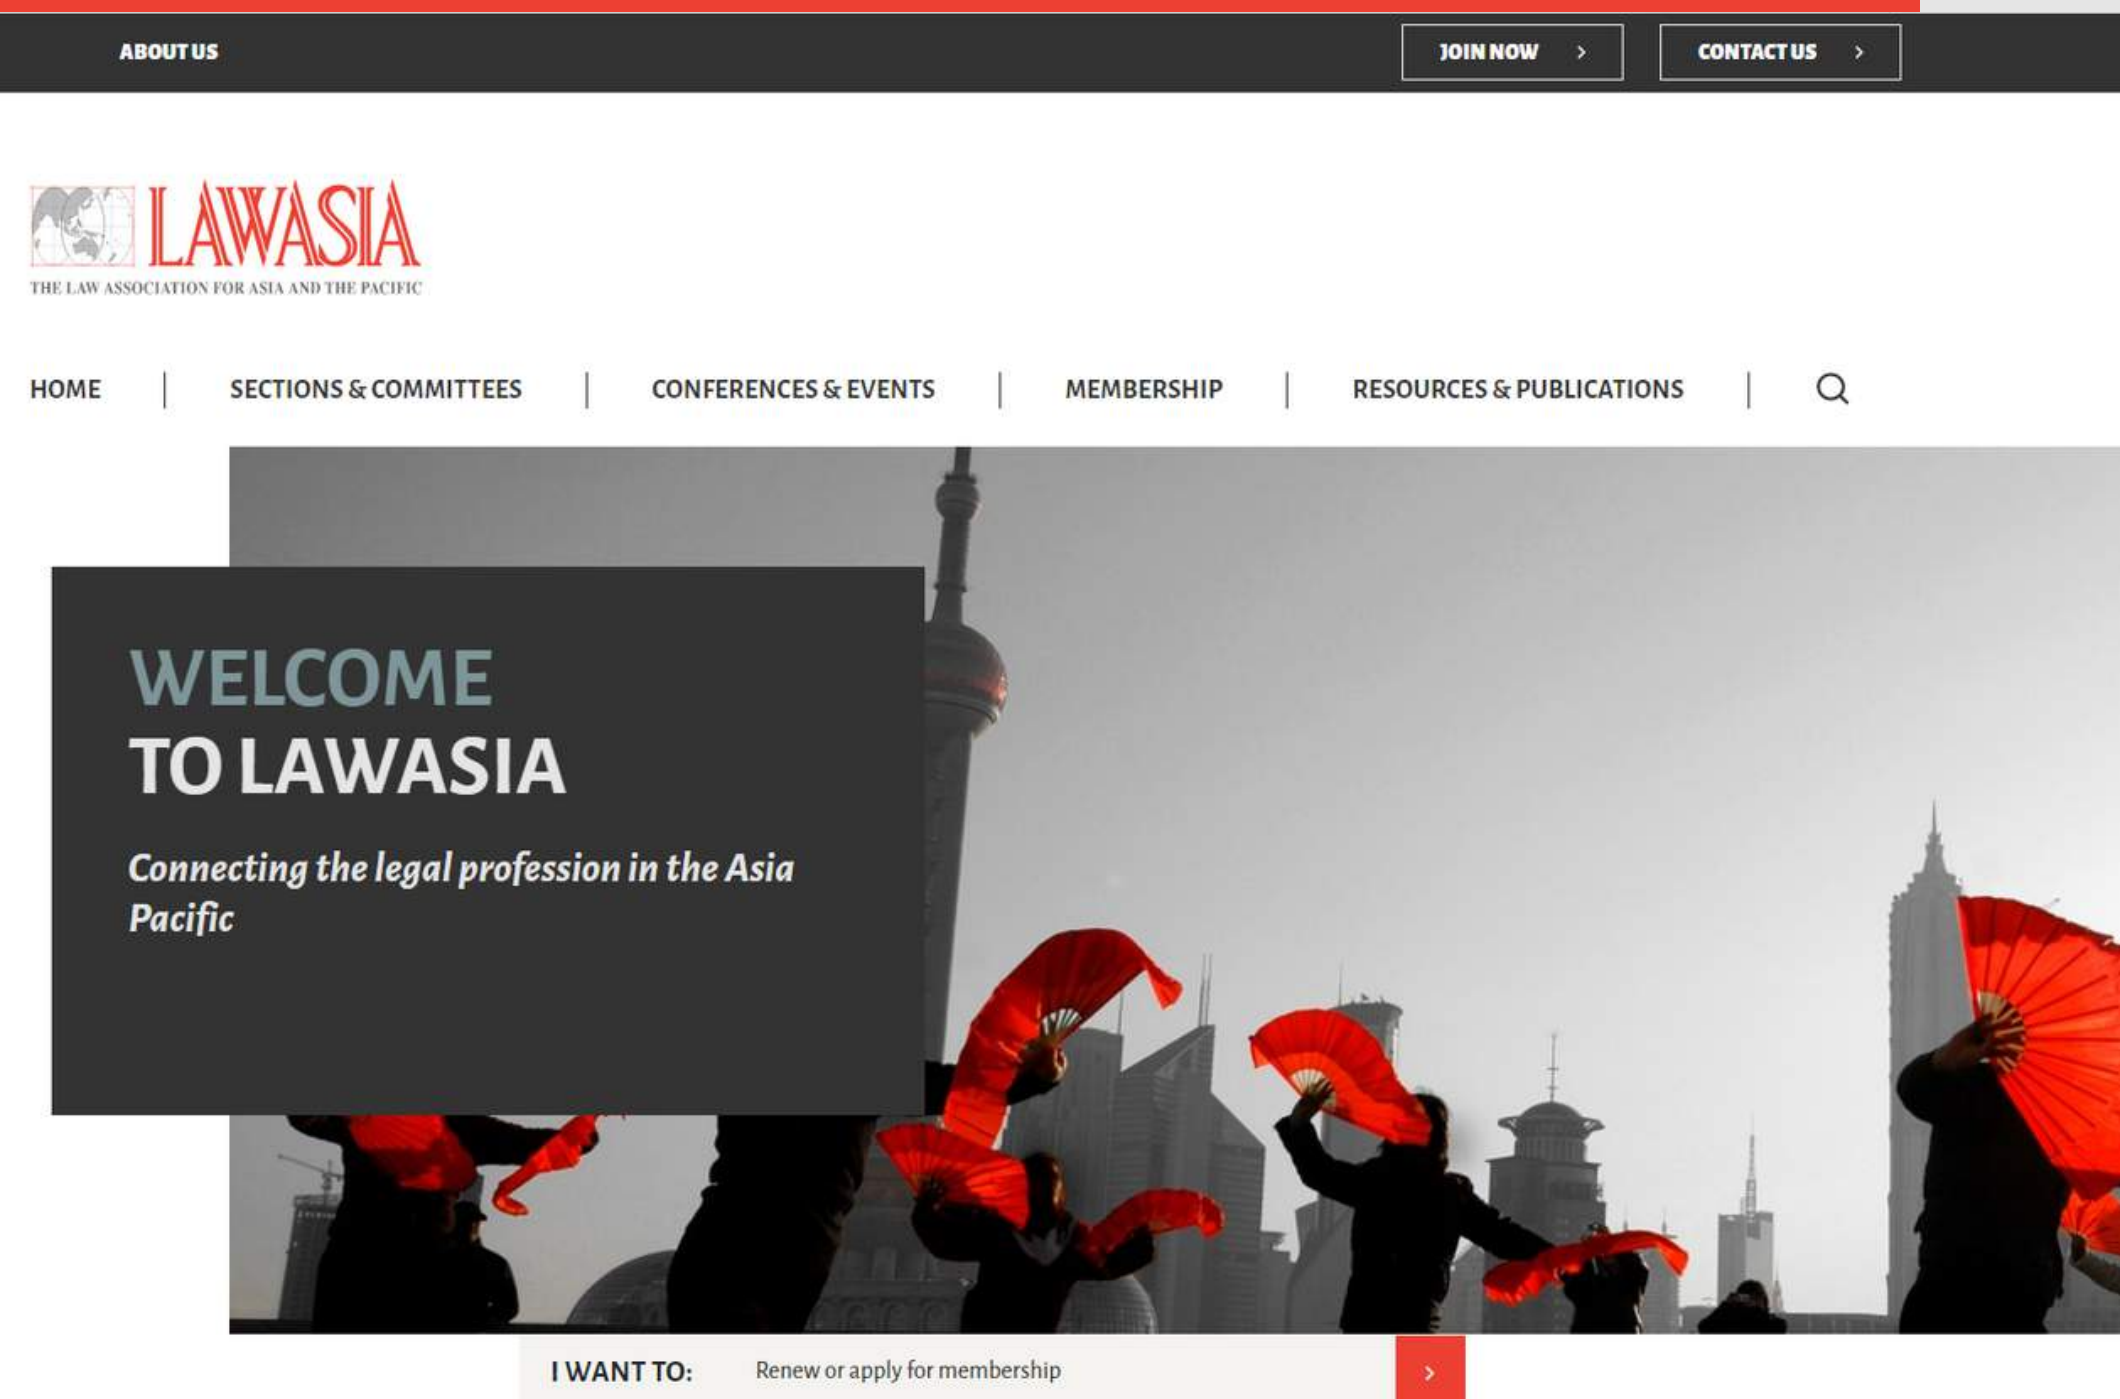 ABOUT US
JOIN NOW
CONTACT US
LAWASIA
THE LAW ASSOCIATION FOR ASIA AND THE PACIFIC
HOME
SECTIONS & COMMITTEES
CONFERENCES & EVENTS
MEMBERSHIP
RESOURCES & PUBLICATIONS
WELCOME
TO LAWASIA
Connecting the legal profession in the Asia
Pacific
I WANT TO: Renew or apply for membership